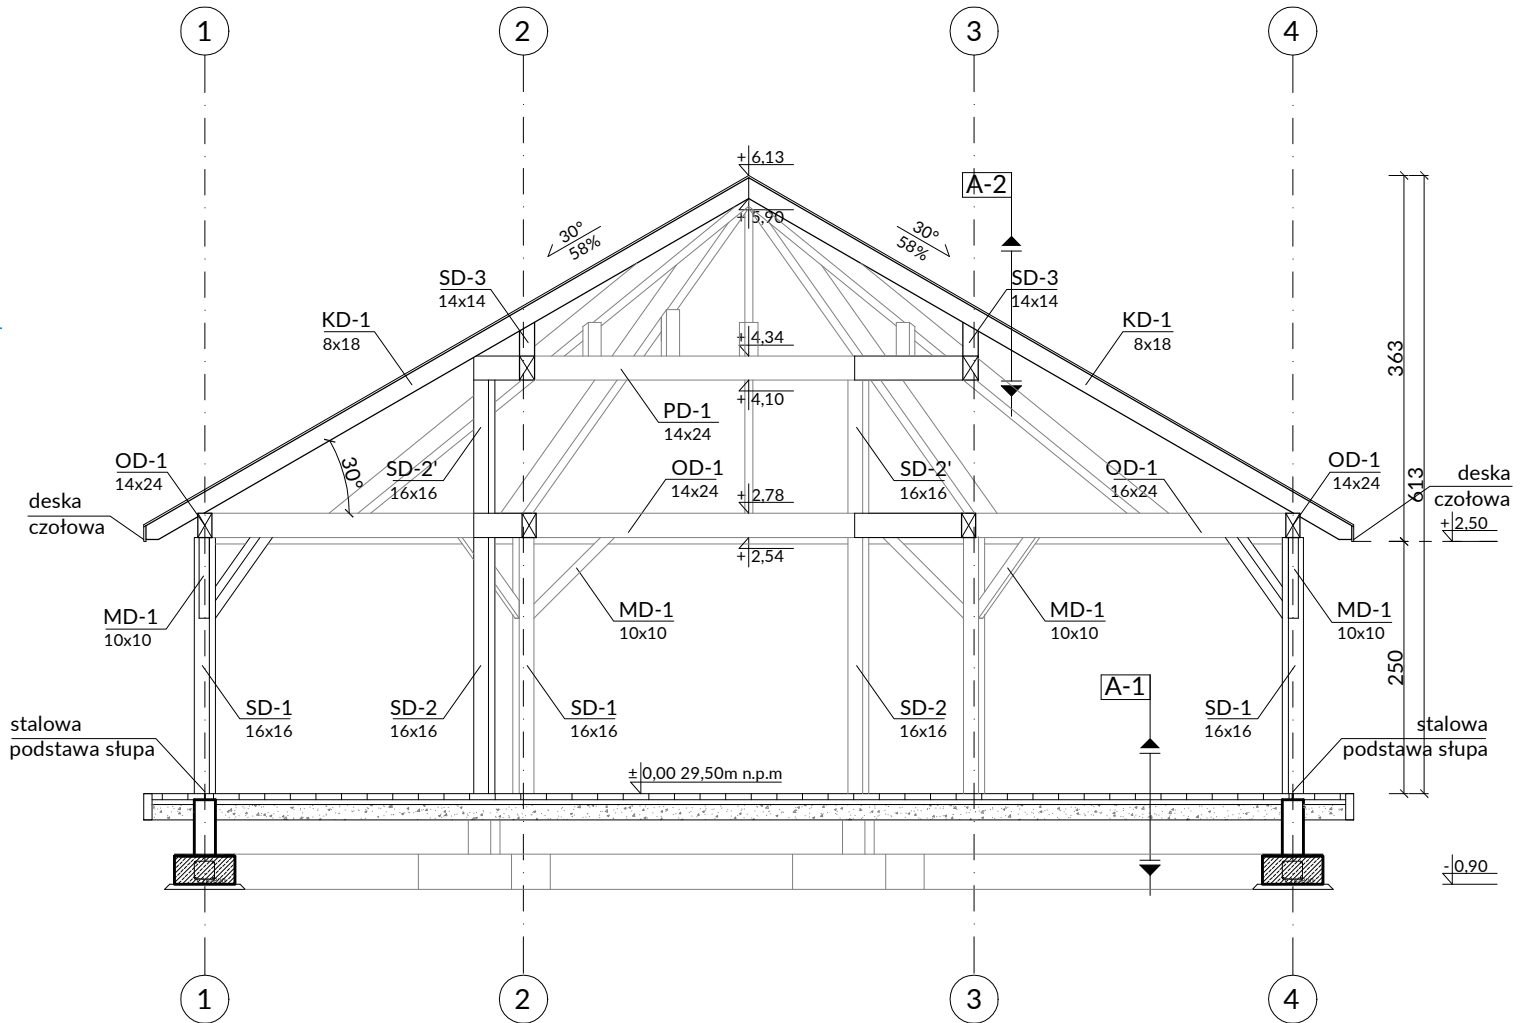 1
2
3
4
+6,13
A-2
+5,90
30°
58%
30°
58%
SD-3
14x14
SD-3
14x14
KD-1
8x18
KD-1
8x18
+4,34
+4,10
363
PD-1
14x24
OD-1
14x24
30°
SD-2'
16x16
OD-1
14x24
SD-2'
16x16
OD-1
16x24
OD-1
14x24
613
deska
czołowa
deska
czołowa
+2,78
+2,50
+2,54
MD-1
10x10
MD-1
10x10
MD-1
10x10
MD-1
10x10
250
A-1
SD-1
16x16
SD-2
16x16
SD-1
16x16
SD-2
16x16
SD-1
16x16
stalowa
podstawa słupa
stalowa
podstawa słupa
±0,00 29,50m n.p.m
-0,90
1
2
3
4